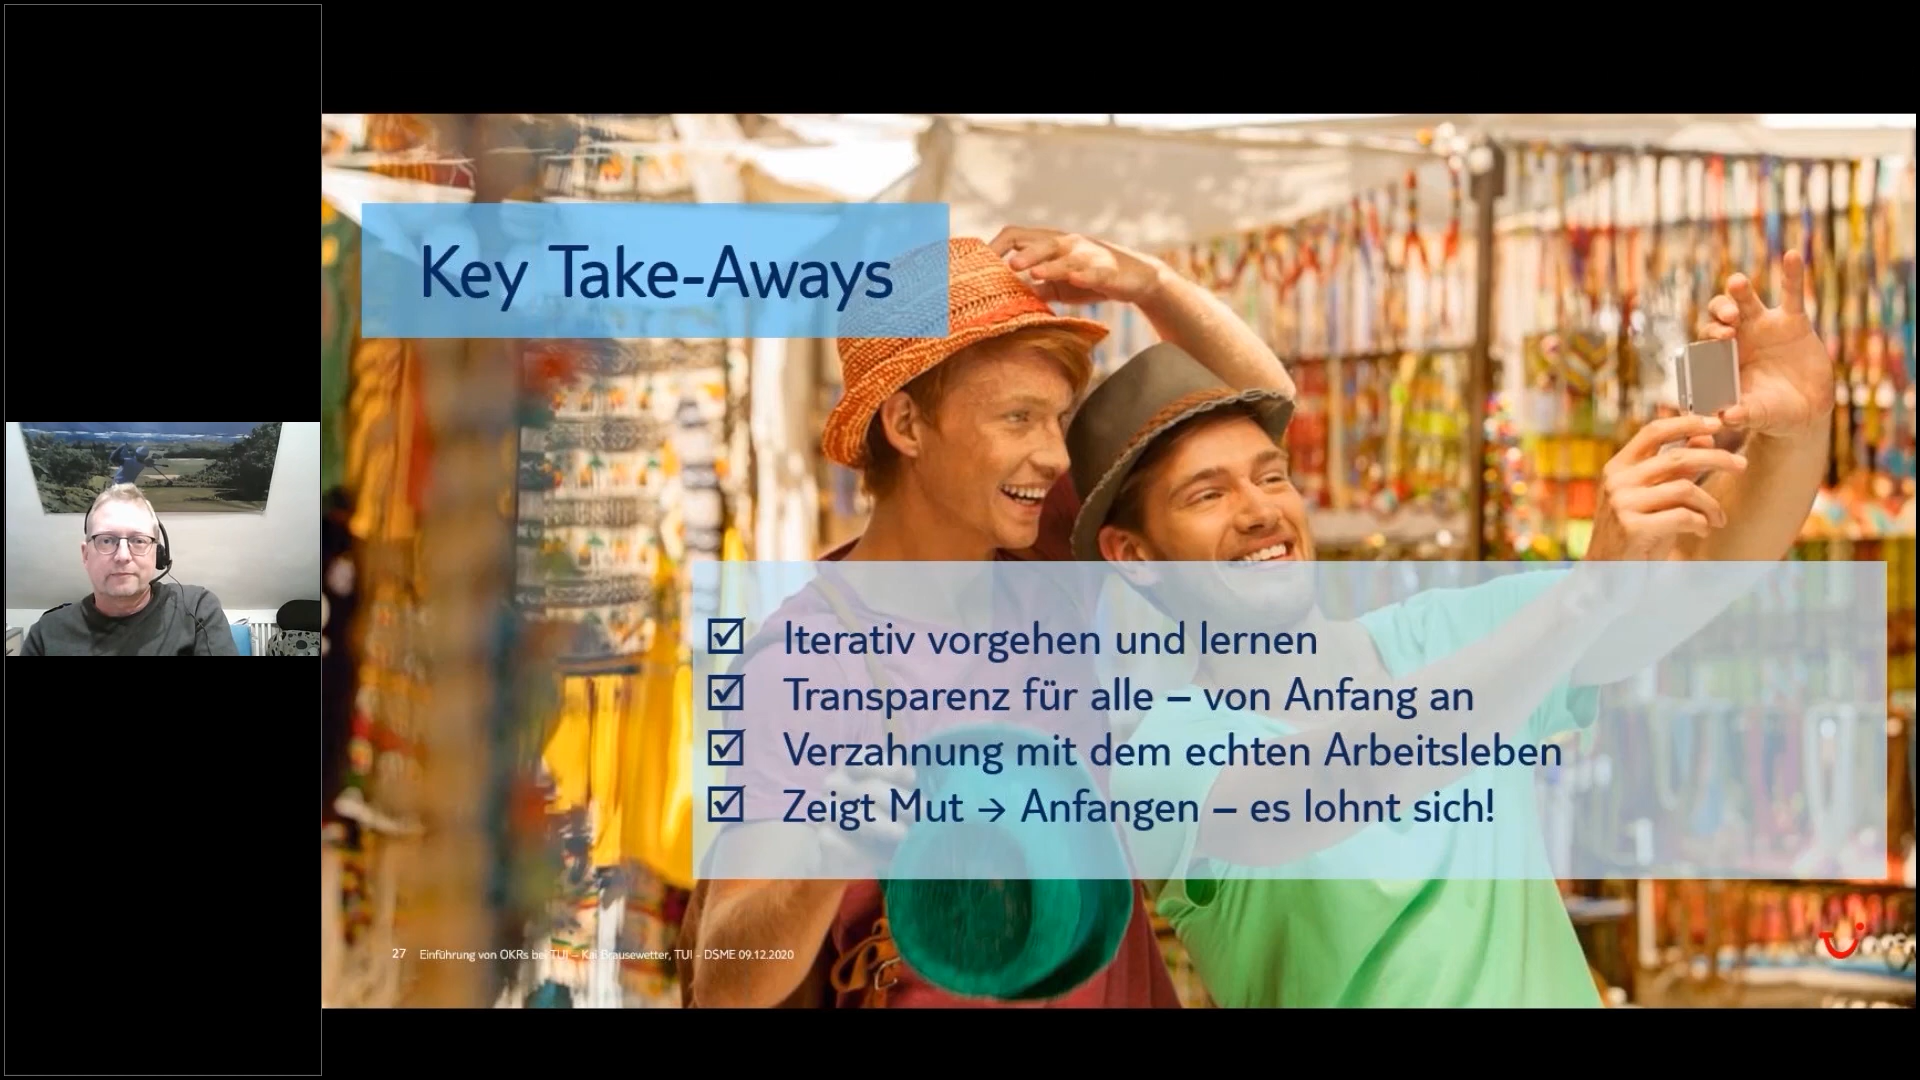 Key Take-Aways
Iterativ vorgehen und lernen
Transparenz für alle – von Anfang an
Verzahnung mit dem echten Arbeitsleben
Zeigt Mut → Anfangen – es lohnt sich!
27 Einführung von OKRs bei TUI – Kai Brausewetter, TUI - DSME 09.12.2020